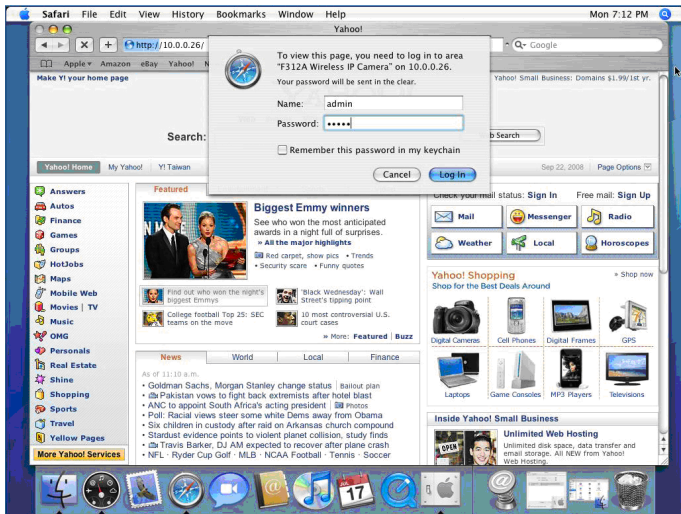 Safari File Edit View History Bookmarks Window Help Mon 7:12 PM
Yahoo!
http://10.0.0.26/
Google
Apple Amazon eBay Yahoo!
To view this page, you need to log in to area
"F312A Wireless IP Camera" on 10.0.0.26.
Your password will be sent in the clear.
Name: admin
Password: •••••
Remember this password in my keychain
Cancel Log In
Make Y! your home page
Yahoo! Small Business: Domains $1.99/1st yr.
Search:
Search
Yahoo! Home My Yahoo! Y! Taiwan Sep 22, 2008 Page Options
Answers
Autos
Finance
Games
Groups
HotJobs
Maps
Mobile Web
Movies | TV
Music
OMG
Personals
Real Estate
Shine
Shopping
Sports
Travel
Yellow Pages
More Yahoo! Services
Featured
Biggest Emmy winners
See who won the most anticipated
awards in a night full of surprises.
» All the major highlights
Red carpet, show pics • Trends
• Security scare • Funny quotes
Find out who won the night's
biggest Emmys
'Black Wednesday': Wall
Street's tipping point
College football Top 25: SEC
teams on the move
10 most controversial U.S.
court cases
» More: Featured | Buzz
News World Local Finance
As of 11:10 a.m.
• Goldman Sachs, Morgan Stanley change status | Bailout plan
• Pakistan vows to fight back extremists after hotel blast
• ANC to appoint South Africa's acting president | Photos
• Poll: Racial views steer some white Dems away from Obama
• Six children in custody after raid on Arkansas church compound
• Stardust evidence points to violent planet collision, study finds
• Travis Barker, DJ AM expected to recover after plane crash
• NFL · Ryder Cup Golf · MLB · NCAA Football · Tennis · Soccer
Check your mail status: Sign In Free mail: Sign Up
Mail Messenger Radio
Weather Local Horoscopes
Yahoo! Shopping » Shop now
Shop for the Best Deals Around
Digital Cameras Cell Phones Digital Frames GPS
Laptops Game Consoles MP3 Players Televisions
Inside Yahoo! Small Business
OPEN
Unlimited Web Hosting
Unlimited disk space, data transfer and
email storage. All NEW from Yahoo!
Web Hosting.
17